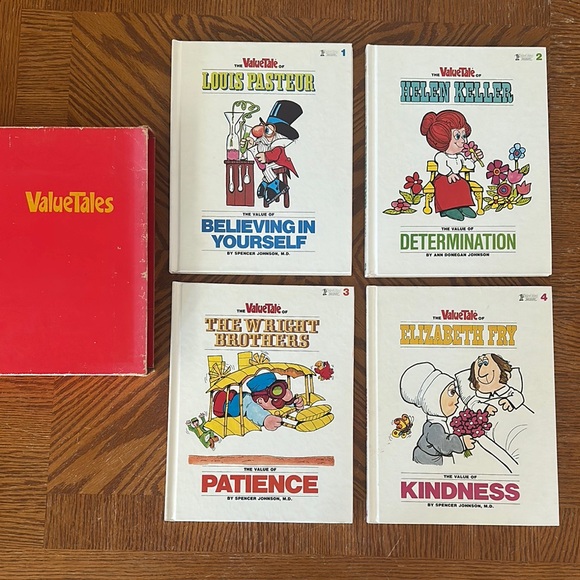 ValueTales
1
THE ValueTale OF
LOUIS PASTEUR
THE VALUE OF
BELIEVING IN
YOURSELF
BY SPENCER JOHNSON, M.D.
2
THE ValueTale OF
HELEN KELLER
THE VALUE OF
DETERMINATION
BY ANN DONEGAN JOHNSON
3
THE ValueTale OF
THE WRIGHT
BROTHERS
THE VALUE OF
PATIENCE
BY SPENCER JOHNSON, M.D.
4
THE ValueTale OF
ELIZABETH FRY
THE VALUE OF
KINDNESS
BY SPENCER JOHNSON, M.D.